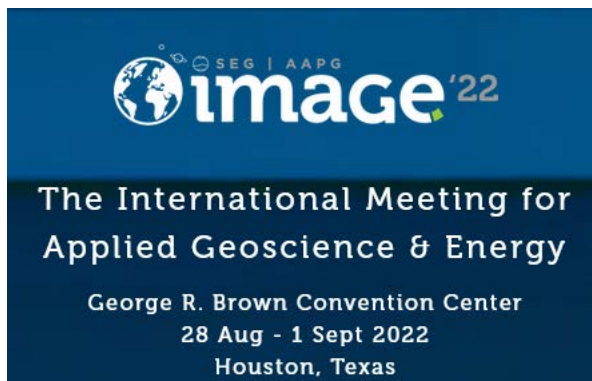 SEG | AAPG
image '22
The International Meeting for
Applied Geoscience & Energy
George R. Brown Convention Center
28 Aug - 1 Sept 2022
Houston, Texas